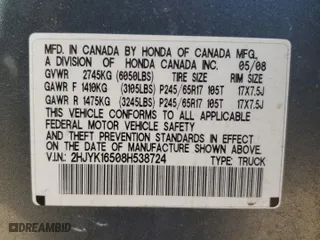 MFD. IN CANADA BY HONDA OF CANADA MFG.
A DIVISION OF HONDA CANADA INC. 05/08
GVWR 2745KG (6050LBS) TIRE SIZE RIM SIZE
GAWR F 1410KG (3105LBS) P245/65R17 105T 17X7.5J
GAWR R 1475KG (3245LBS) P245/65R17 105T 17X7.5J
THIS VEHICLE CONFORMS TO ALL APPLICABLE
FEDERAL MOTOR VEHICLE SAFETY STANDARDS
IN EFFECT ON THE DATE OF MANUFACTURE
SHOWN ABOVE.
V.I.N: 2HJYK16508H538724 TYPE: TRUCK
DREAMBID